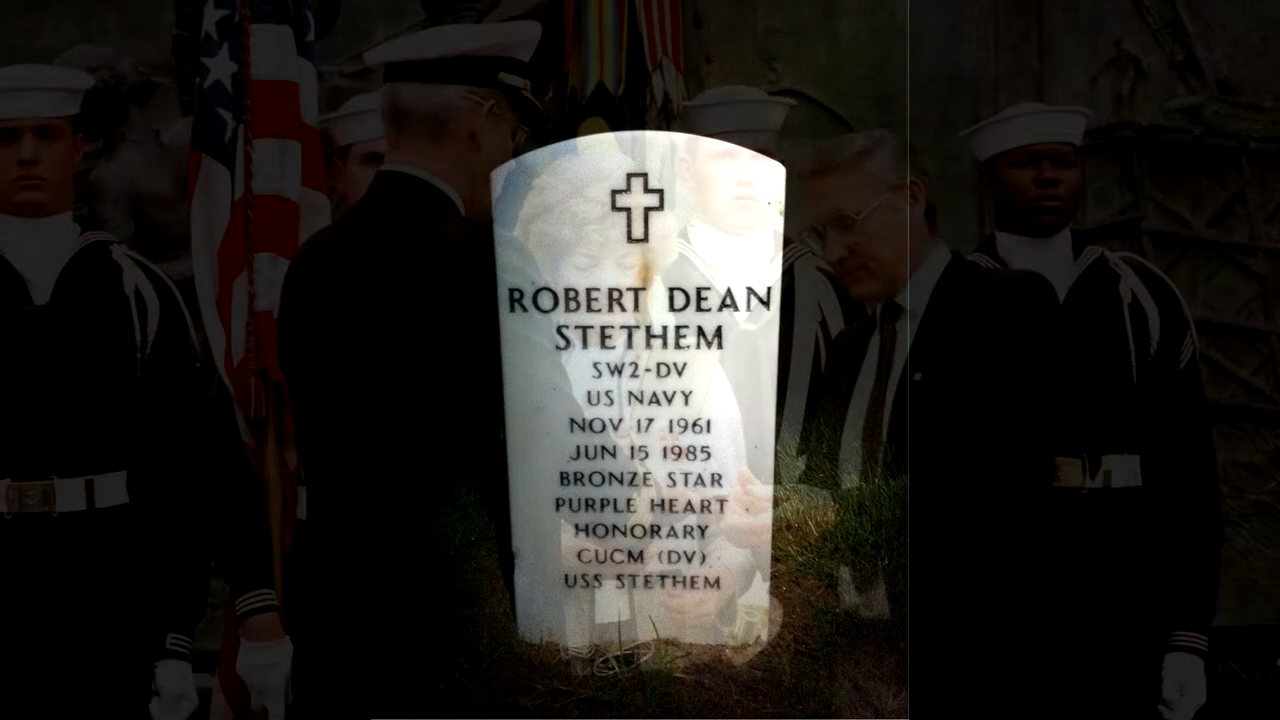 ROBERT DEAN
STETHEM
SW2-DV
US NAVY
NOV 17 1961
JUN 15 1985
BRONZE STAR
PURPLE HEART
HONORARY
CUCM (DV)
USS STETHEM